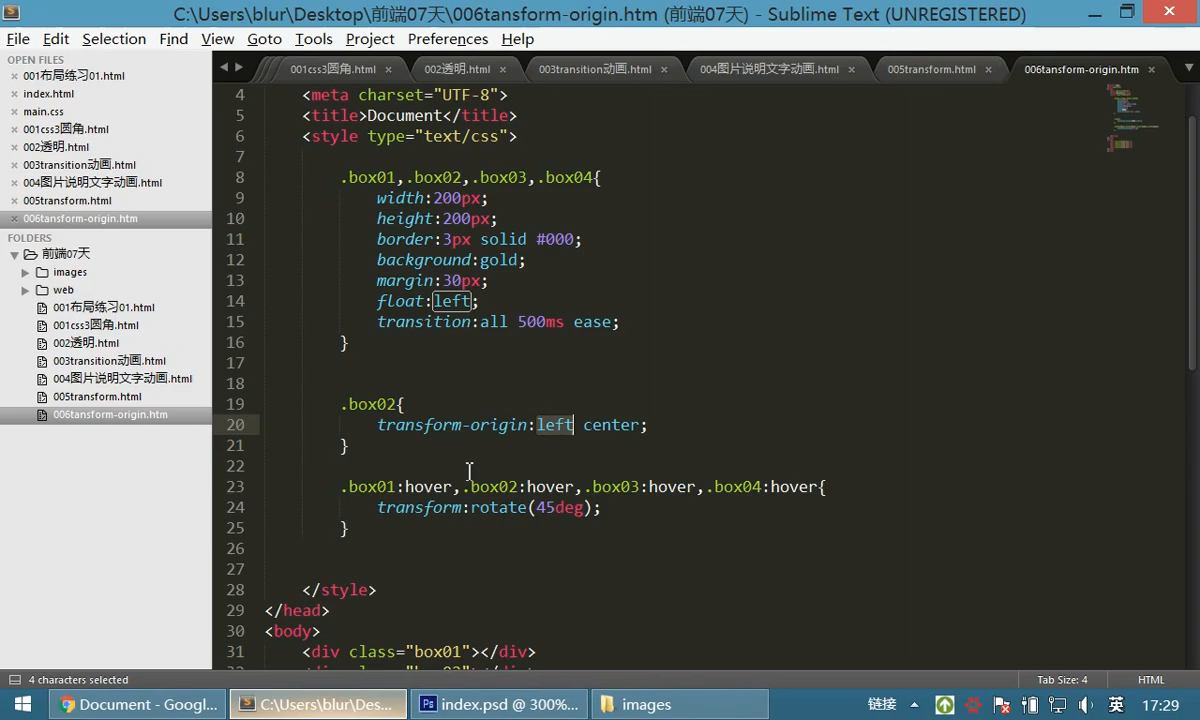 C:\Users\blur\Desktop\前端07天\006tansform-origin.htm (前端07天) - Sublime Text (UNREGISTERED)
File Edit Selection Find View Goto Tools Project Preferences Help
OPEN FILES
001布局练习01.html
index.html
main.css
001css3圆角.html
002透明.html
003transition动画.html
004图片说明文字动画.html
005transform.html
006tansform-origin.htm
FOLDERS
前端07天
images
web
001布局练习01.html
001css3圆角.html
002透明.html
003transition动画.html
004图片说明文字动画.html
005transform.html
006tansform-origin.htm
001css3圆角.html 002透明.html 003transition动画.html 004图片说明文字动画.html 005transform.html 006tansform-origin.htm
4 <meta charset="UTF-8">
5 <title>Document</title>
6 <style type="text/css">
7
8 .box01,.box02,.box03,.box04{
9 width:200px;
10 height:200px;
11 border:3px solid #000;
12 background:gold;
13 margin:30px;
14 float:left;
15 transition:all 500ms ease;
16 }
17
18
19 .box02{
20 transform-origin:left center;
21 }
22
23 .box01:hover,.box02:hover,.box03:hover,.box04:hover{
24 transform:rotate(45deg);
25 }
26
27
28 </style>
29 </head>
30 <body>
31 <div class="box01"></div>
4 characters selected Tab Size: 4 HTML
Document - Googl... C:\Users\blur\Des... index.psd @ 300%... images 链接 英 17:29